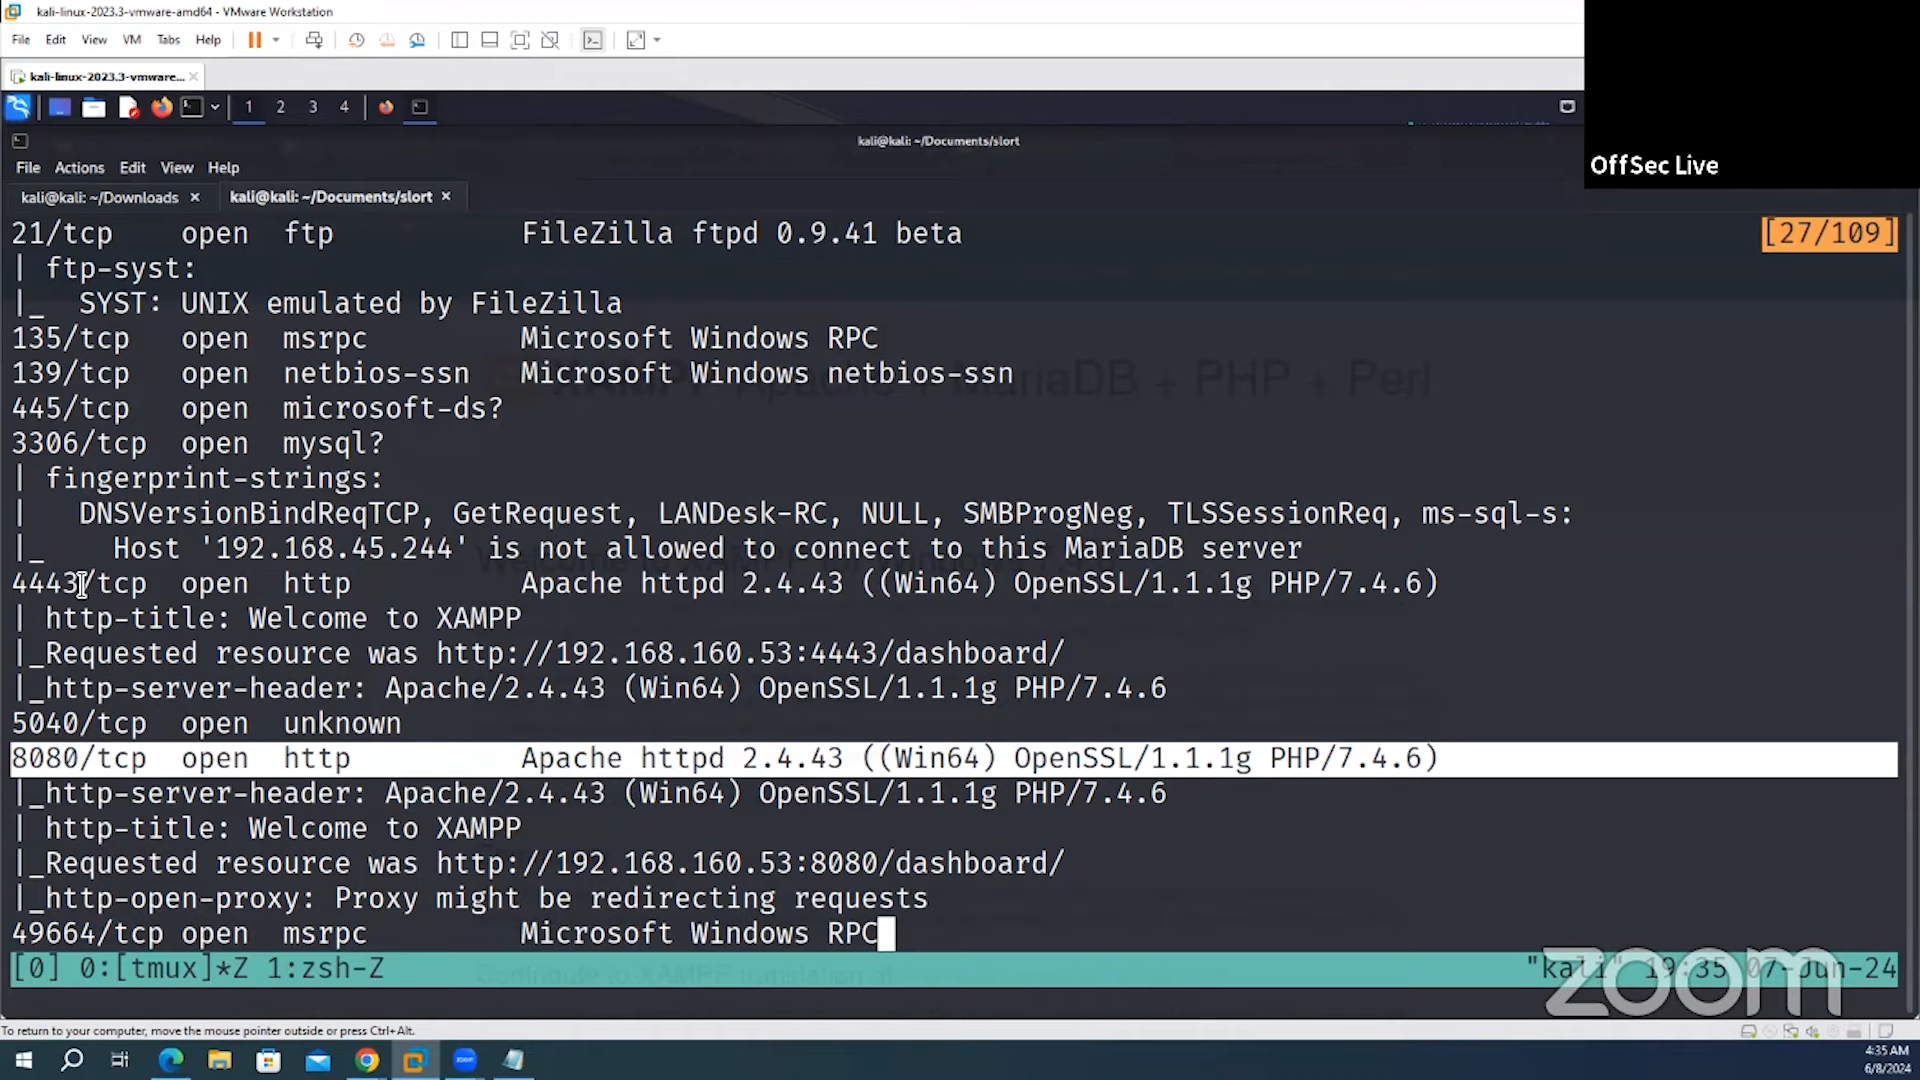 kali-linux-2023.3-vmware-amd64 - VMware Workstation
File Edit View VM Tabs Help
kali-linux-2023.3-vmware...
1 2 3 4
kali@kali: ~/Documents/slort
OffSec Live
File Actions Edit View Help
kali@kali: ~/Downloads kali@kali: ~/Documents/slort
21/tcp open ftp FileZilla ftpd 0.9.41 beta [27/109]
| ftp-syst:
|_ SYST: UNIX emulated by FileZilla
135/tcp open msrpc Microsoft Windows RPC
139/tcp open netbios-ssn Microsoft Windows netbios-ssn
445/tcp open microsoft-ds?
3306/tcp open mysql?
| fingerprint-strings:
| DNSVersionBindReqTCP, GetRequest, LANDesk-RC, NULL, SMBProgNeg, TLSSessionReq, ms-sql-s:
|_ Host '192.168.45.244' is not allowed to connect to this MariaDB server
4443/tcp open http Apache httpd 2.4.43 ((Win64) OpenSSL/1.1.1g PHP/7.4.6)
| http-title: Welcome to XAMPP
|_Requested resource was http://192.168.160.53:4443/dashboard/
|_http-server-header: Apache/2.4.43 (Win64) OpenSSL/1.1.1g PHP/7.4.6
5040/tcp open unknown
8080/tcp open http Apache httpd 2.4.43 ((Win64) OpenSSL/1.1.1g PHP/7.4.6)
|_http-server-header: Apache/2.4.43 (Win64) OpenSSL/1.1.1g PHP/7.4.6
| http-title: Welcome to XAMPP
|_Requested resource was http://192.168.160.53:8080/dashboard/
|_http-open-proxy: Proxy might be redirecting requests
49664/tcp open msrpc Microsoft Windows RPC
[0] 0:[tmux]*Z 1:zsh-Z "kali" 19:35 07-Jun-24
zoom
To return to your computer, move the mouse pointer outside or press Ctrl+Alt.
4:35 AM
6/8/2024